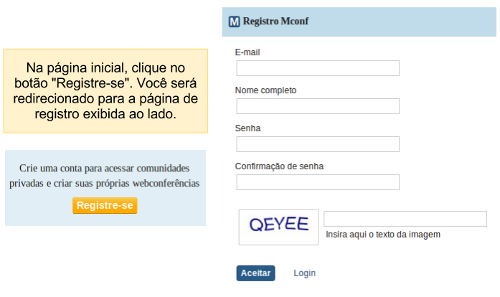 Na página inicial, clique no
botão "Registre-se". Você será
redirecionado para a página de
registro exibida ao lado.
Crie uma conta para acessar comunidades
privadas e criar suas próprias webconferências
Registre-se
M Registro Mconf
E-mail
Nome completo
Senha
Confirmação de senha
QEYEE
Insira aqui o texto da imagem
Aceitar Login